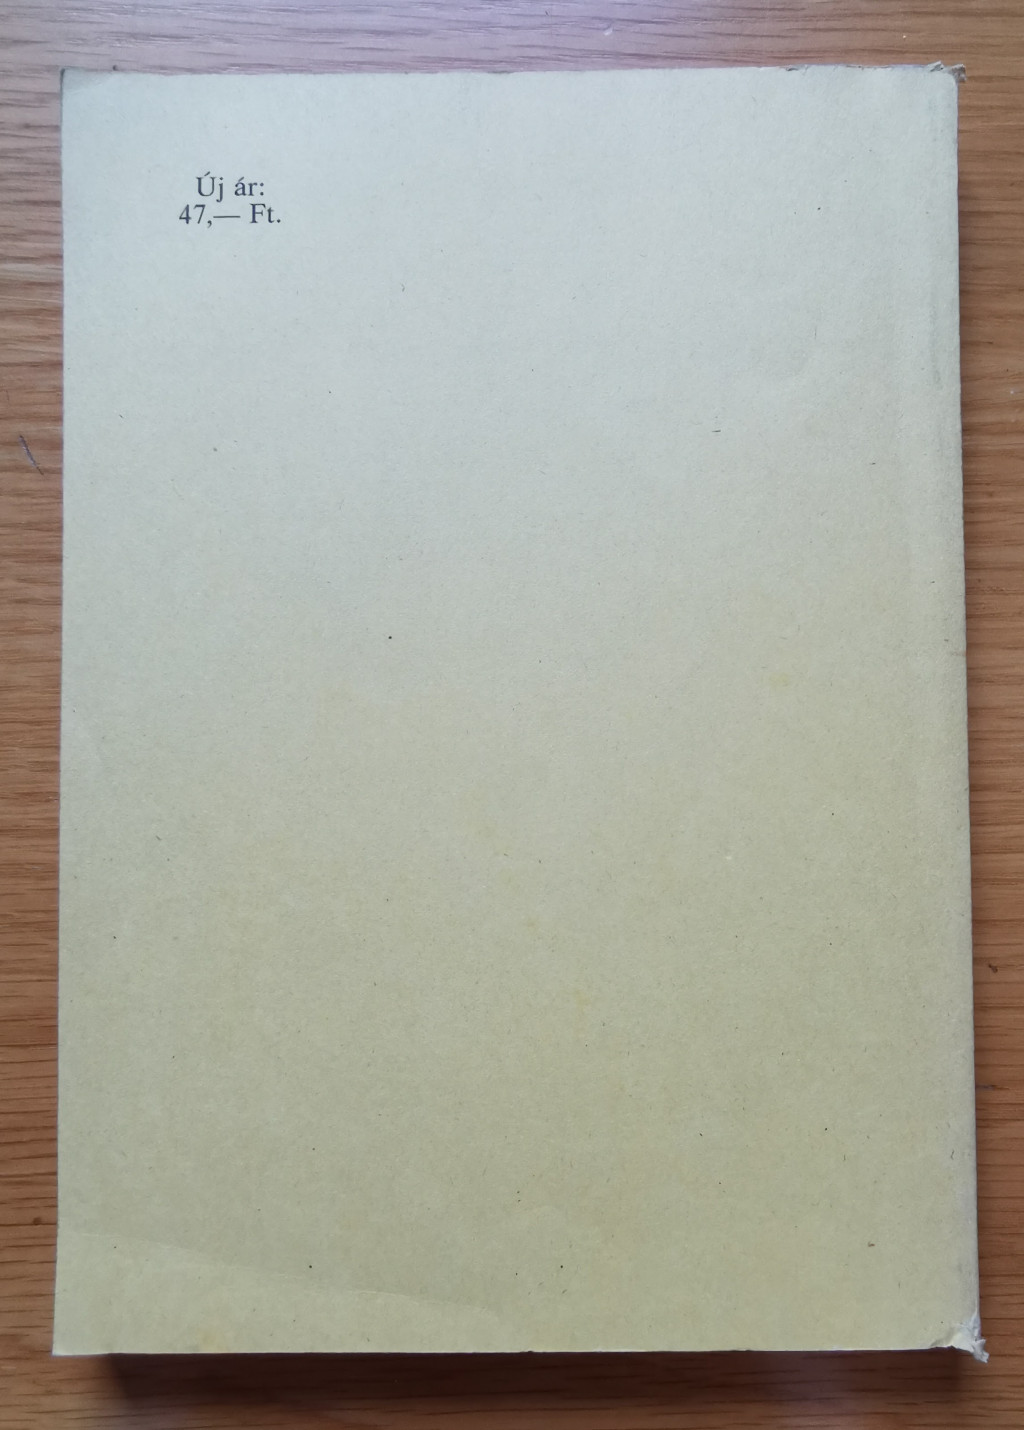 Új ár:
47,— Ft.